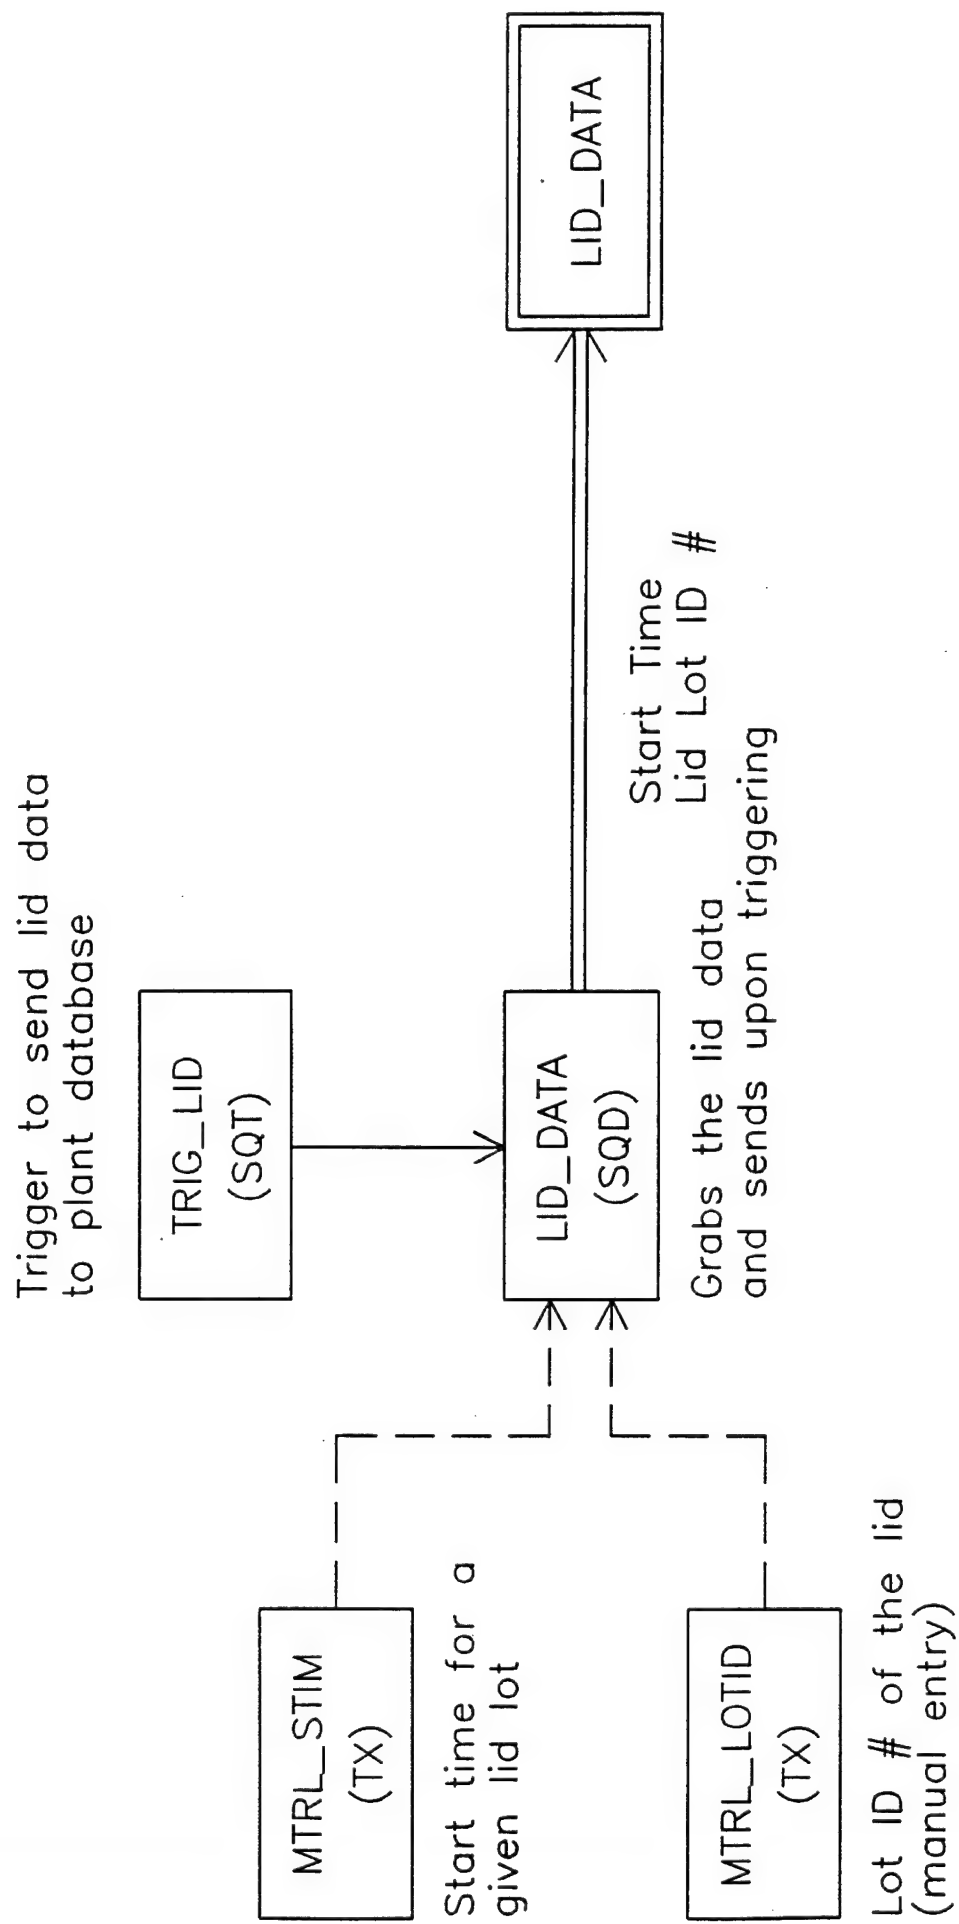 Trigger to send lid data
to plant database
TRIG_LID
(SQT)
MTRL_STIM
(TX)
Start time for a
given lid lot
LID_DATA
(SQD)
LID_DATA
Start Time
Lid Lot ID #
Grabs the lid data
and sends upon triggering
MTRL_LOTID
(TX)
Lot ID # of the lid
(manual entry)